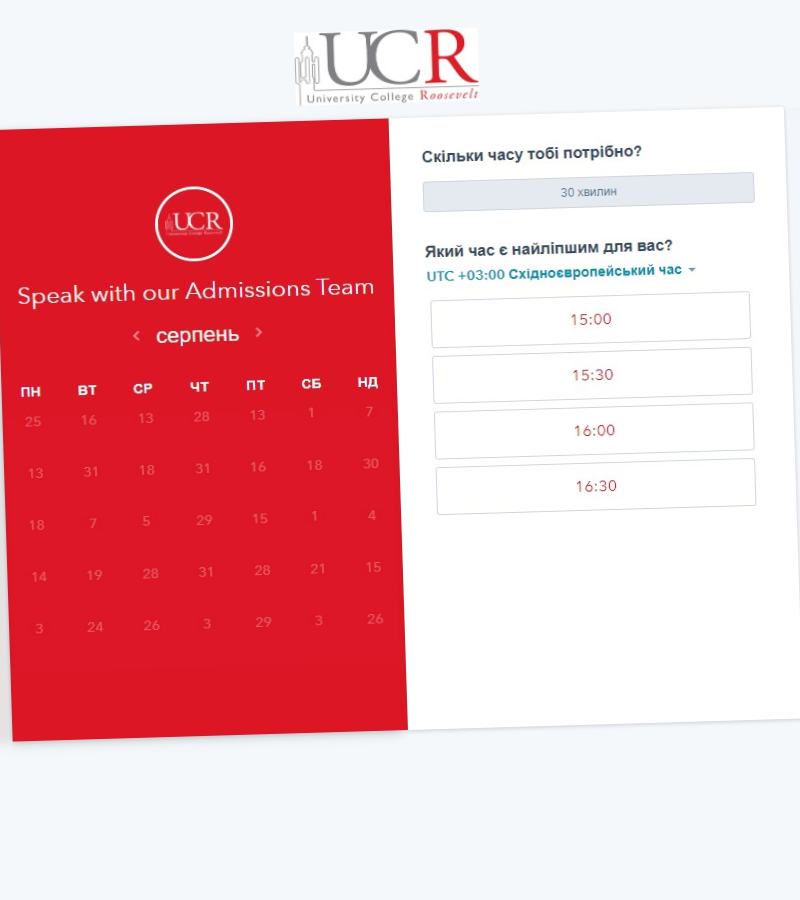 UCR
University College Roosevelt
UCR
Speak with our Admissions Team
серпень
ПН ВТ СР ЧТ ПТ СБ НД
25 16 13 28 13 1 7
13 31 18 31 16 18 30
18 7 5 29 15 1 4
14 19 28 31 28 21 15
3 24 26 3 29 3 26
Скільки часу тобі потрібно?
30 хвилин
Який час є найліпшим для вас?
UTC +03:00 Східноєвропейський час
15:00
15:30
16:00
16:30